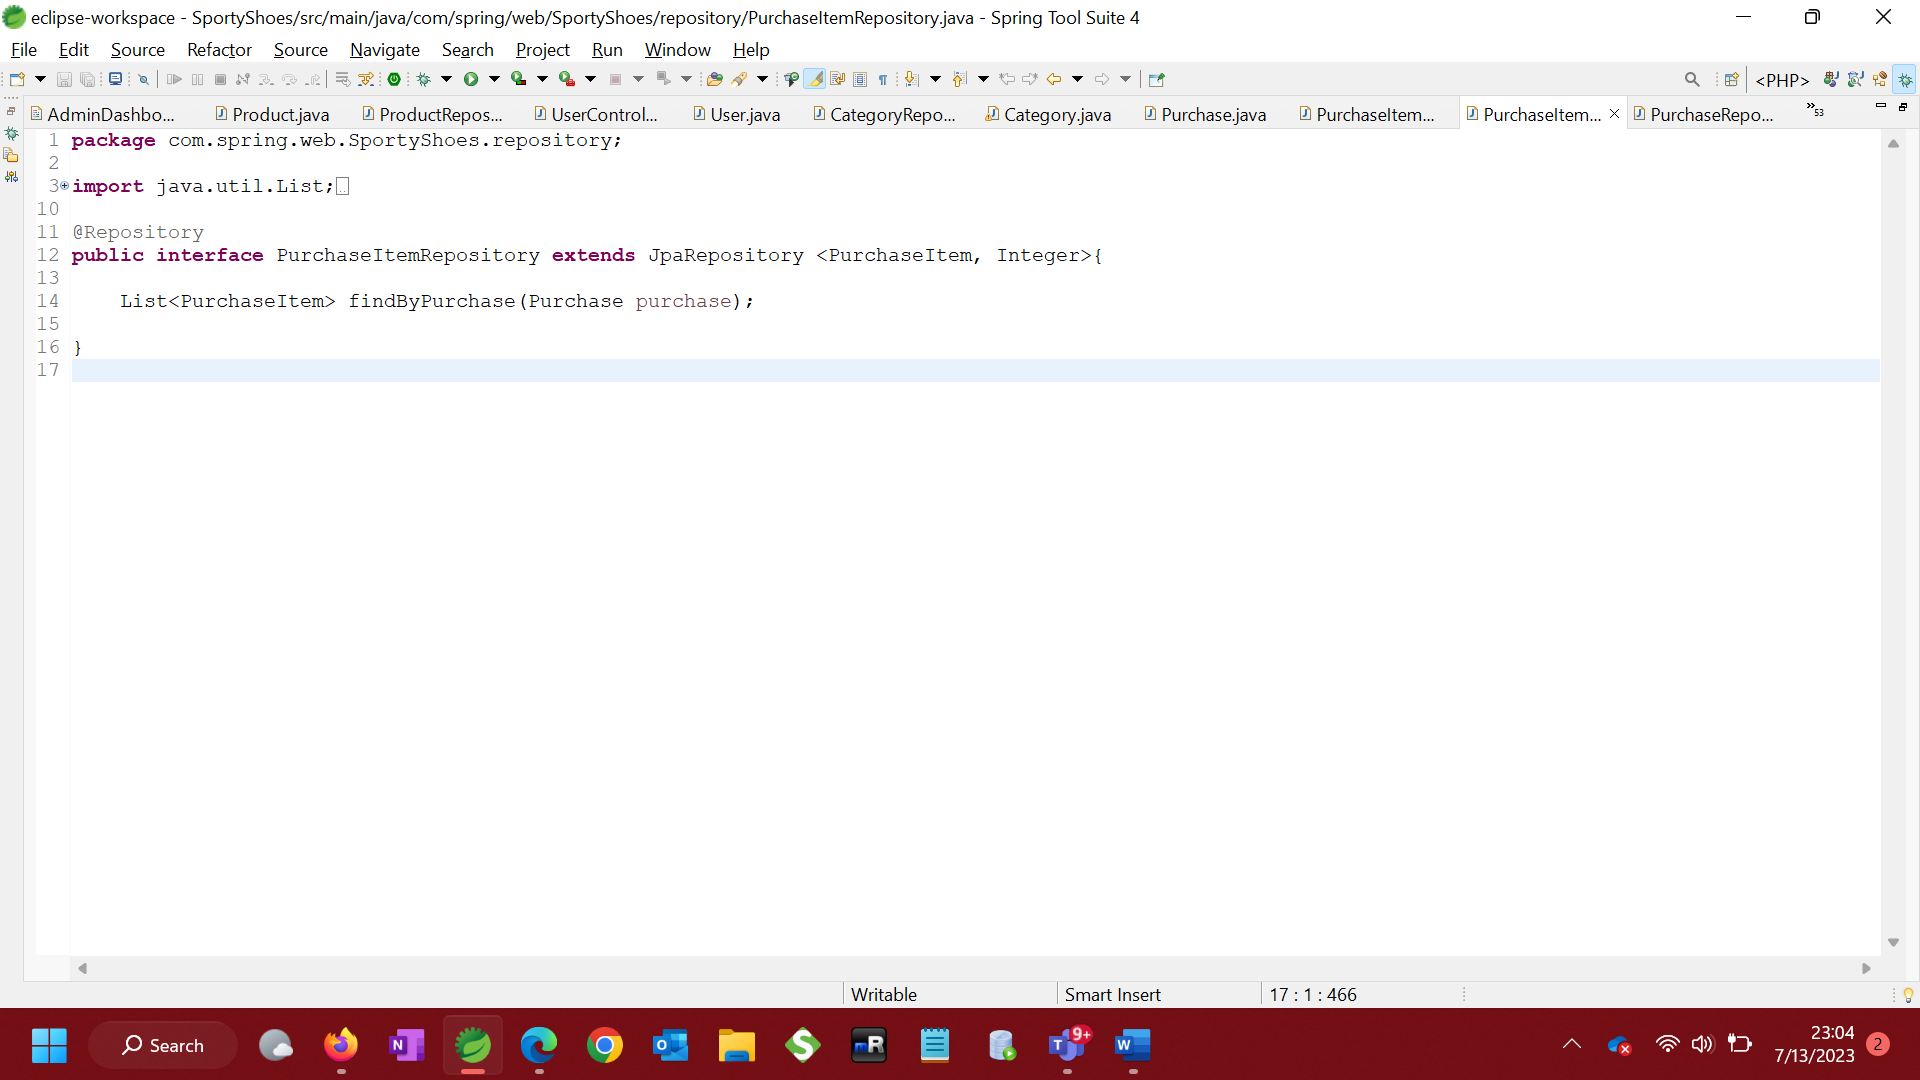 eclipse-workspace - SportyShoes/src/main/java/com/spring/web/SportyShoes/repository/PurchaseItemRepository.java - Spring Tool Suite 4
File Edit Source Refactor Source Navigate Search Project Run Window Help
<PHP>
AdminDashbo... Product.java ProductRepos... UserControl... User.java CategoryRepo... Category.java Purchase.java PurchaseItem... PurchaseItem... PurchaseRepo... »53
1 package com.spring.web.SportyShoes.repository;
2
3 import java.util.List;
10
11 @Repository
12 public interface PurchaseItemRepository extends JpaRepository <PurchaseItem, Integer>{
13
14 List<PurchaseItem> findByPurchase(Purchase purchase);
15
16 }
17
Writable Smart Insert 17 : 1 : 466
Search N O S mR T 9+ W 23:04
7/13/2023 2